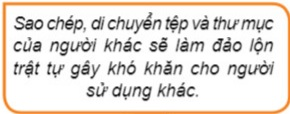 Sao chép, di chuyển tệp và thư mục
của người khác sẽ làm đảo lộn
trật tự gây khó khăn cho người
sử dụng khác.